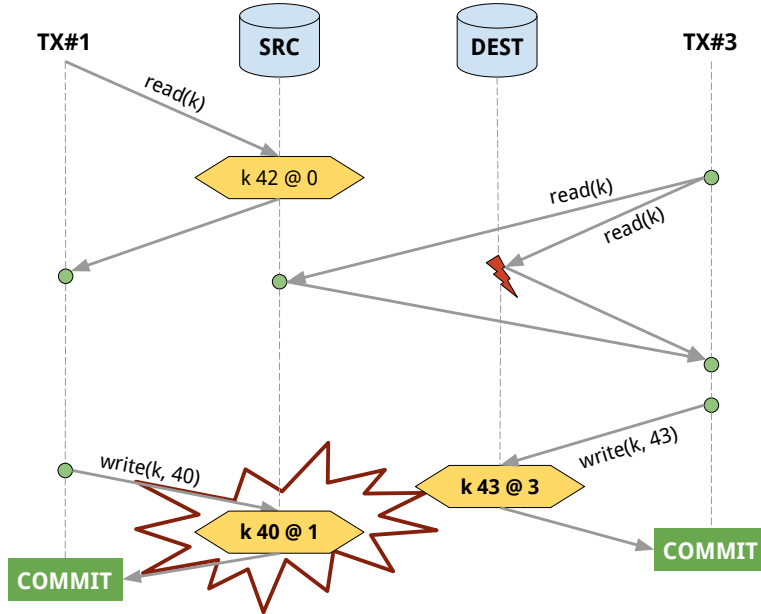 TX#1
SRC
DEST
TX#3
read(k)
k 42 @ 0
read(k)
read(k)
write(k, 43)
write(k, 40)
k 43 @ 3
k 40 @ 1
COMMIT
COMMIT